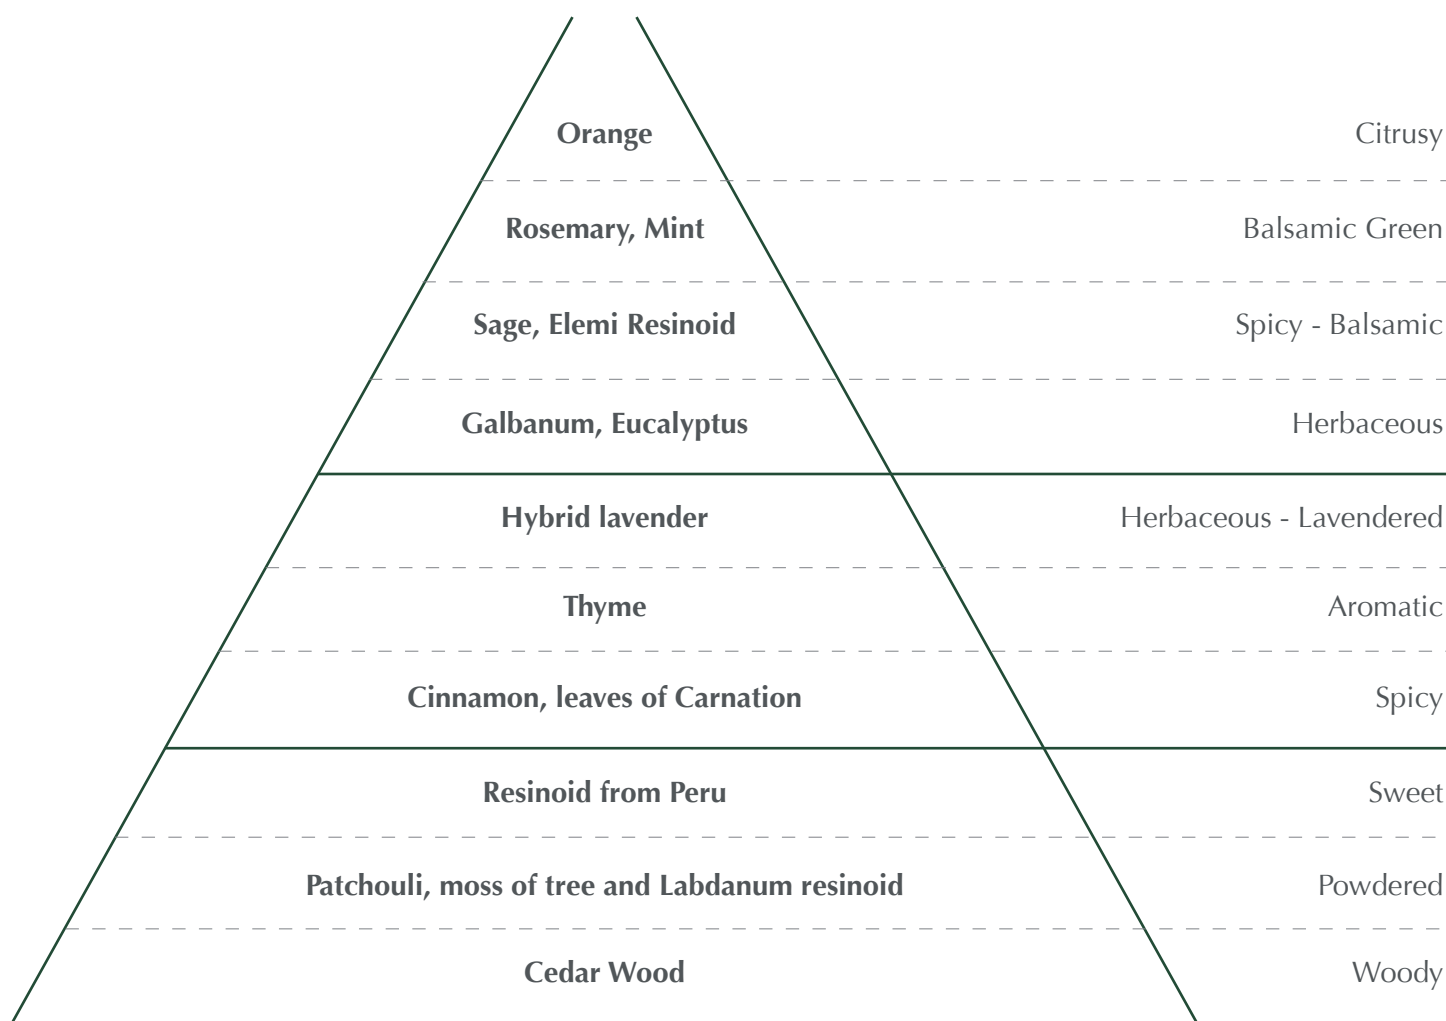 Orange Citrusy
Rosemary, Mint Balsamic Green
Sage, Elemi Resinoid Spicy - Balsamic
Galbanum, Eucalyptus Herbaceous
Hybrid lavender Herbaceous - Lavendered
Thyme Aromatic
Cinnamon, leaves of Carnation Spicy
Resinoid from Peru Sweet
Patchouli, moss of tree and Labdanum resinoid Powdered
Cedar Wood Woody